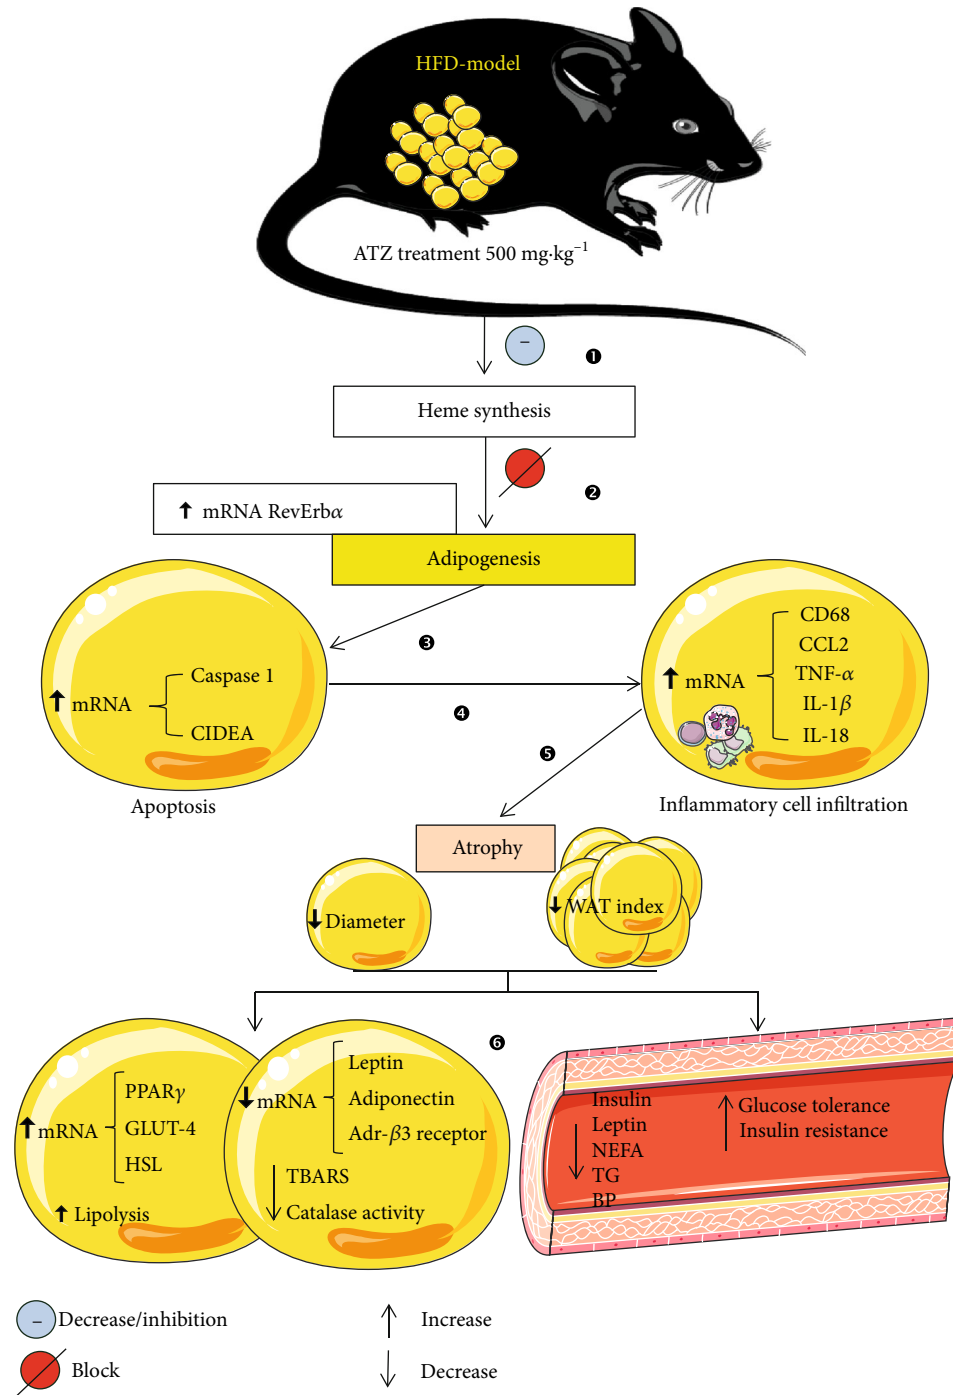 HFD-model
ATZ treatment 500 mg·kg⁻¹
−
❶
Heme synthesis
❷
↑ mRNA RevErbα
Adipogenesis
❸
↑ mRNA
Caspase 1
CIDEA
Apoptosis
❹
↑ mRNA
CD68
CCL2
TNF-α
IL-1β
IL-18
Inflammatory cell infiltration
❺
Atrophy
↓ Diameter
↓ WAT index
❻
↑ mRNA
PPARγ
GLUT-4
HSL
↑ Lipolysis
↓ mRNA
Leptin
Adiponectin
Adr-β3 receptor
↓ TBARS
Catalase activity
↓ Insulin
Leptin
NEFA
TG
BP
↑ Glucose tolerance
Insulin resistance
− Decrease/inhibition
Block
↑ Increase
↓ Decrease